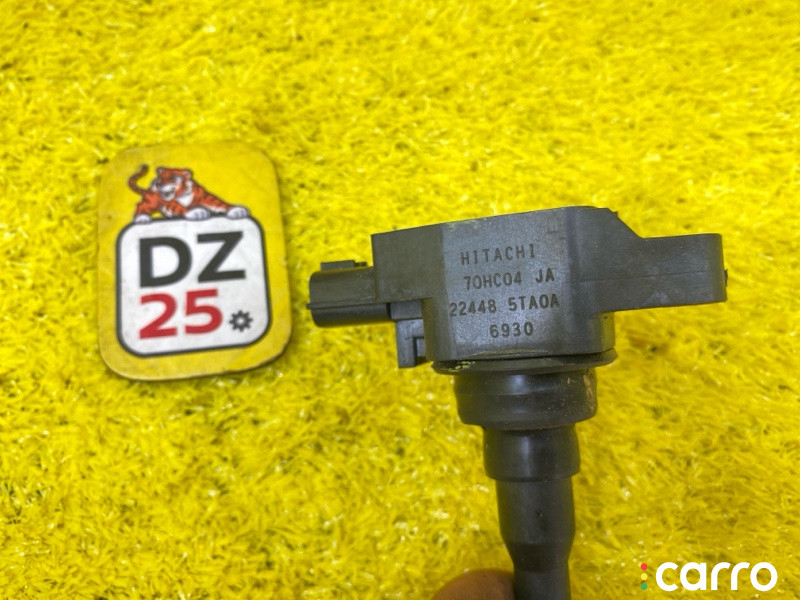 DZ
25
HITACHI
70HC04 JA
22448 5TA0A
6930
carro